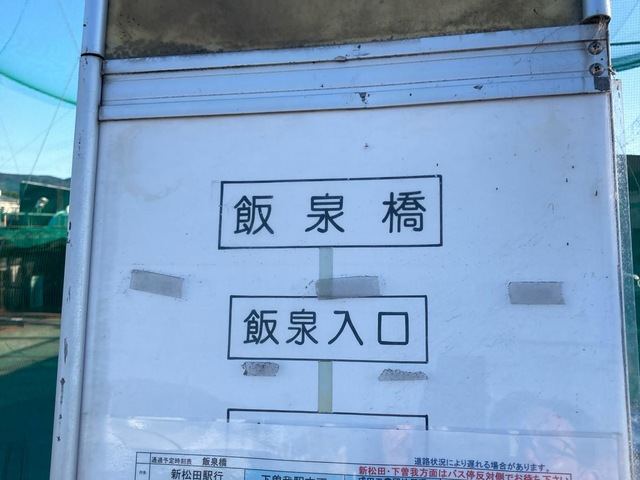 飯泉橋
飯泉入口
通過予定時刻表 飯泉橋
道路状況により遅れる場合があります。
新松田行
新松田・下曽我方面はバス停反対側でお待ち下さい